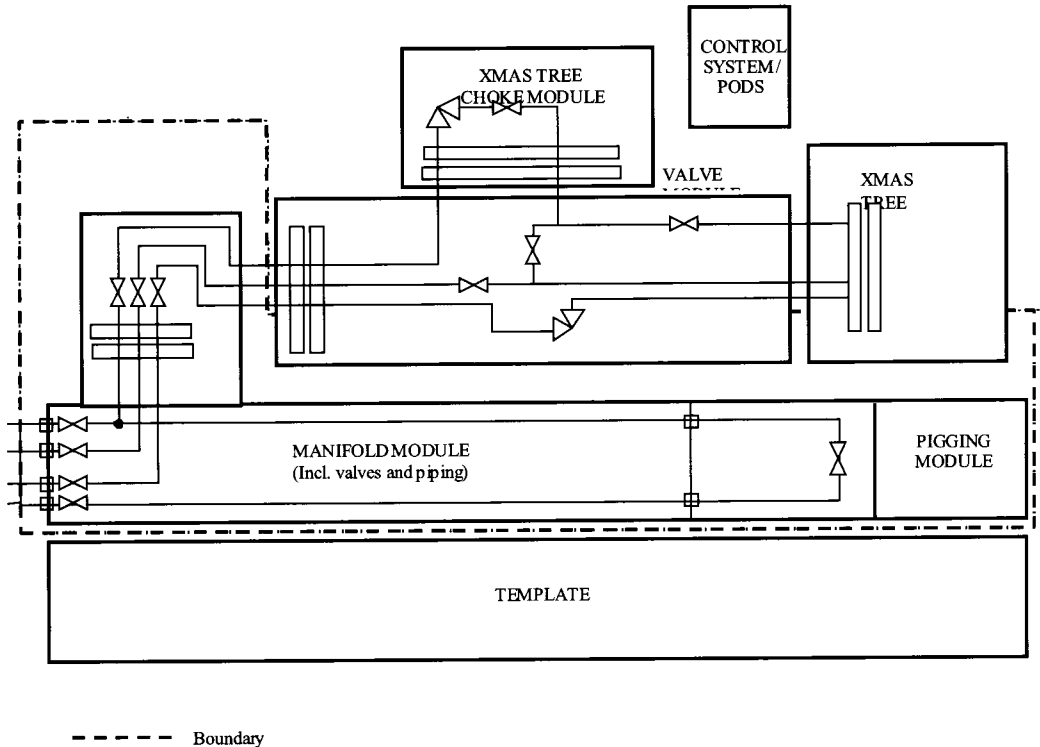 CONTROL
SYSTEM /
PODS
XMAS TREE
CHOKE MODULE
VALVE
MODULE
XMAS
TREE
MANIFOLD MODULE
(Incl. valves and piping)
PIGGING
MODULE
TEMPLATE
Boundary